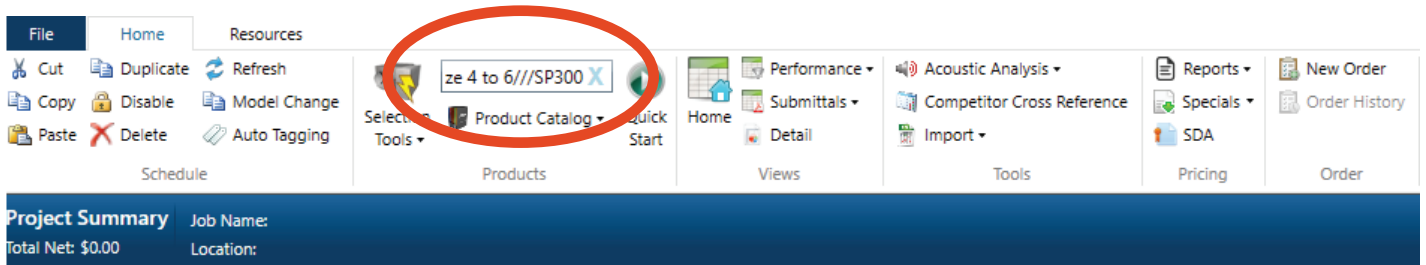 File Home Resources
Cut Duplicate Refresh
Copy Disable Model Change
Paste Delete Auto Tagging
Schedule
Selection Tools
ze 4 to 6///SP300 X
Product Catalog
Quick Start
Products
Home
Performance
Submittals
Detail
Views
Acoustic Analysis
Competitor Cross Reference
Import
Tools
Reports
Specials
SDA
Pricing
New Order
Order History
Order
Project Summary Job Name:
Total Net: $0.00 Location: